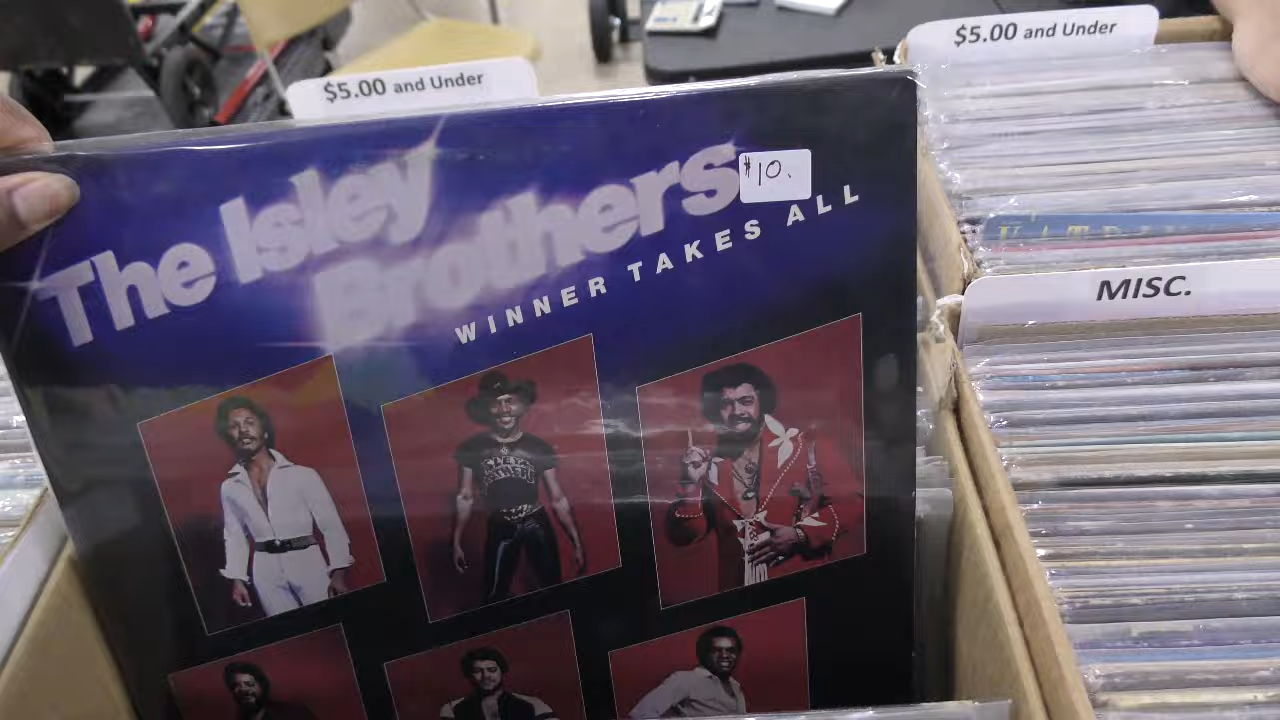 $5.00 and Under
$5.00 and Under
The Isley
Brothers
$10.
WINNER TAKES ALL
MISC.